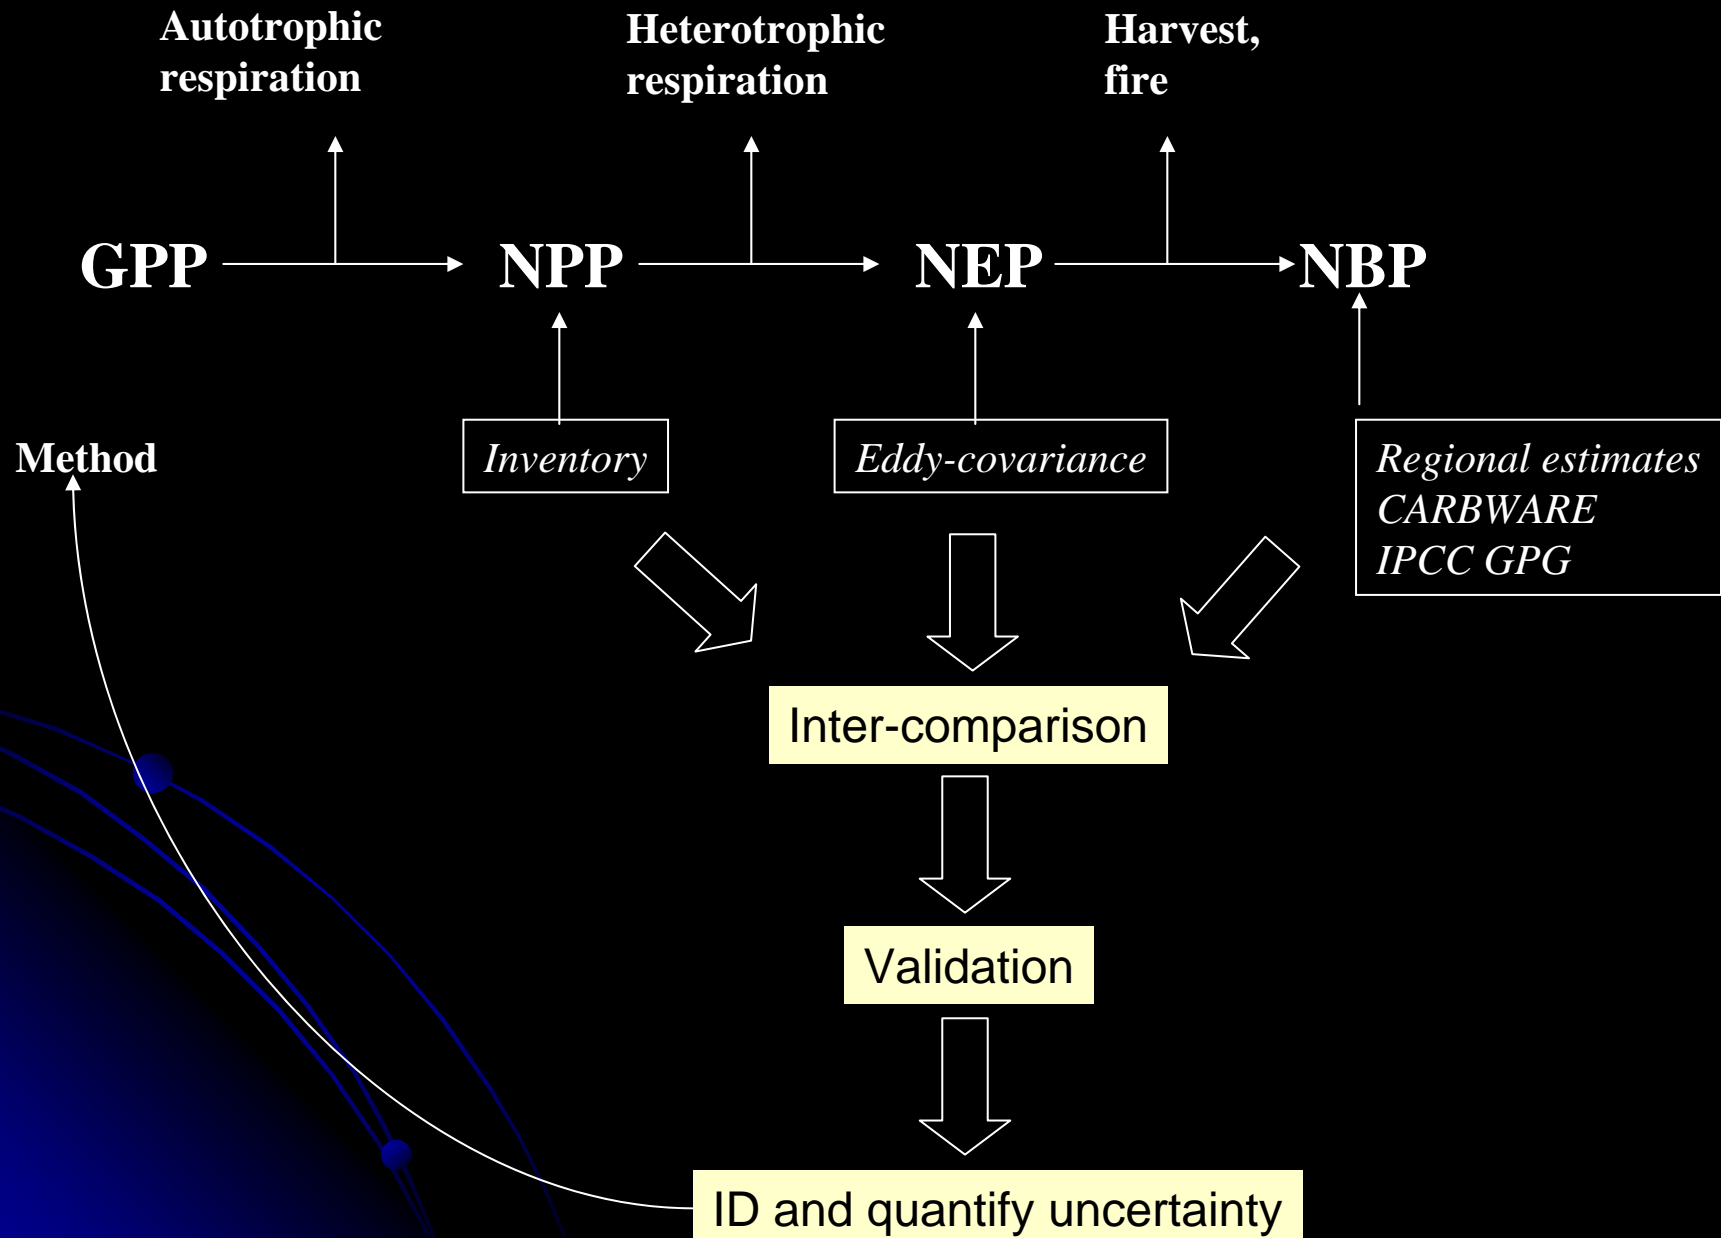 Autotrophic
respiration
Heterotrophic
respiration
Harvest,
fire
GPP
NPP
NEP
NBP
Method
Inventory
Eddy-covariance
Regional estimates
CARBWARE
IPCC GPG
Inter-comparison
Validation
ID and quantify uncertainty